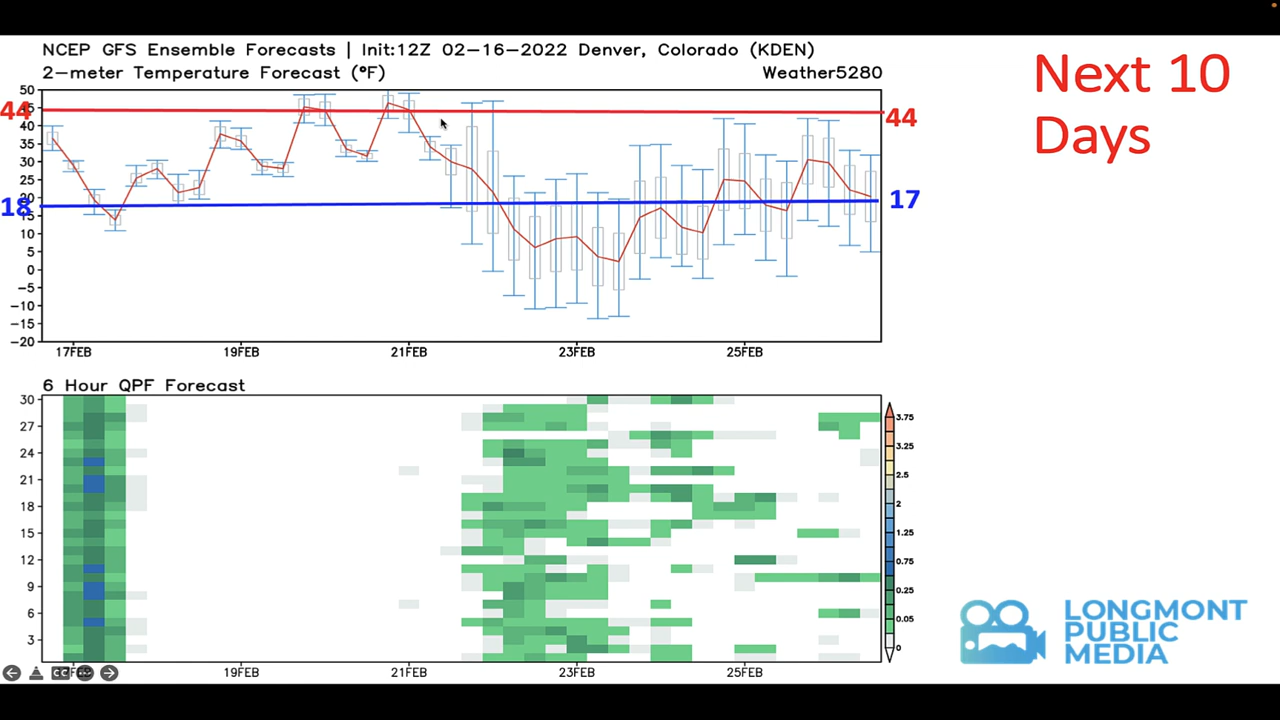 NCEP GFS Ensemble Forecasts | Init:12Z 02-16-2022 Denver, Colorado (KDEN)
2-meter Temperature Forecast (°F)
Weather5280
Next 10
Days
50
45
40
35
30
25
20
15
10
5
0
-5
-10
-15
-20
44
44
18
17
17FEB
19FEB
21FEB
23FEB
25FEB
6 Hour QPF Forecast
30
27
24
21
18
15
12
9
6
3
3.75
3.25
2.5
2
1.25
0.75
0.25
0.05
0
19FEB
21FEB
23FEB
25FEB
CC
LONGMONT
PUBLIC
MEDIA